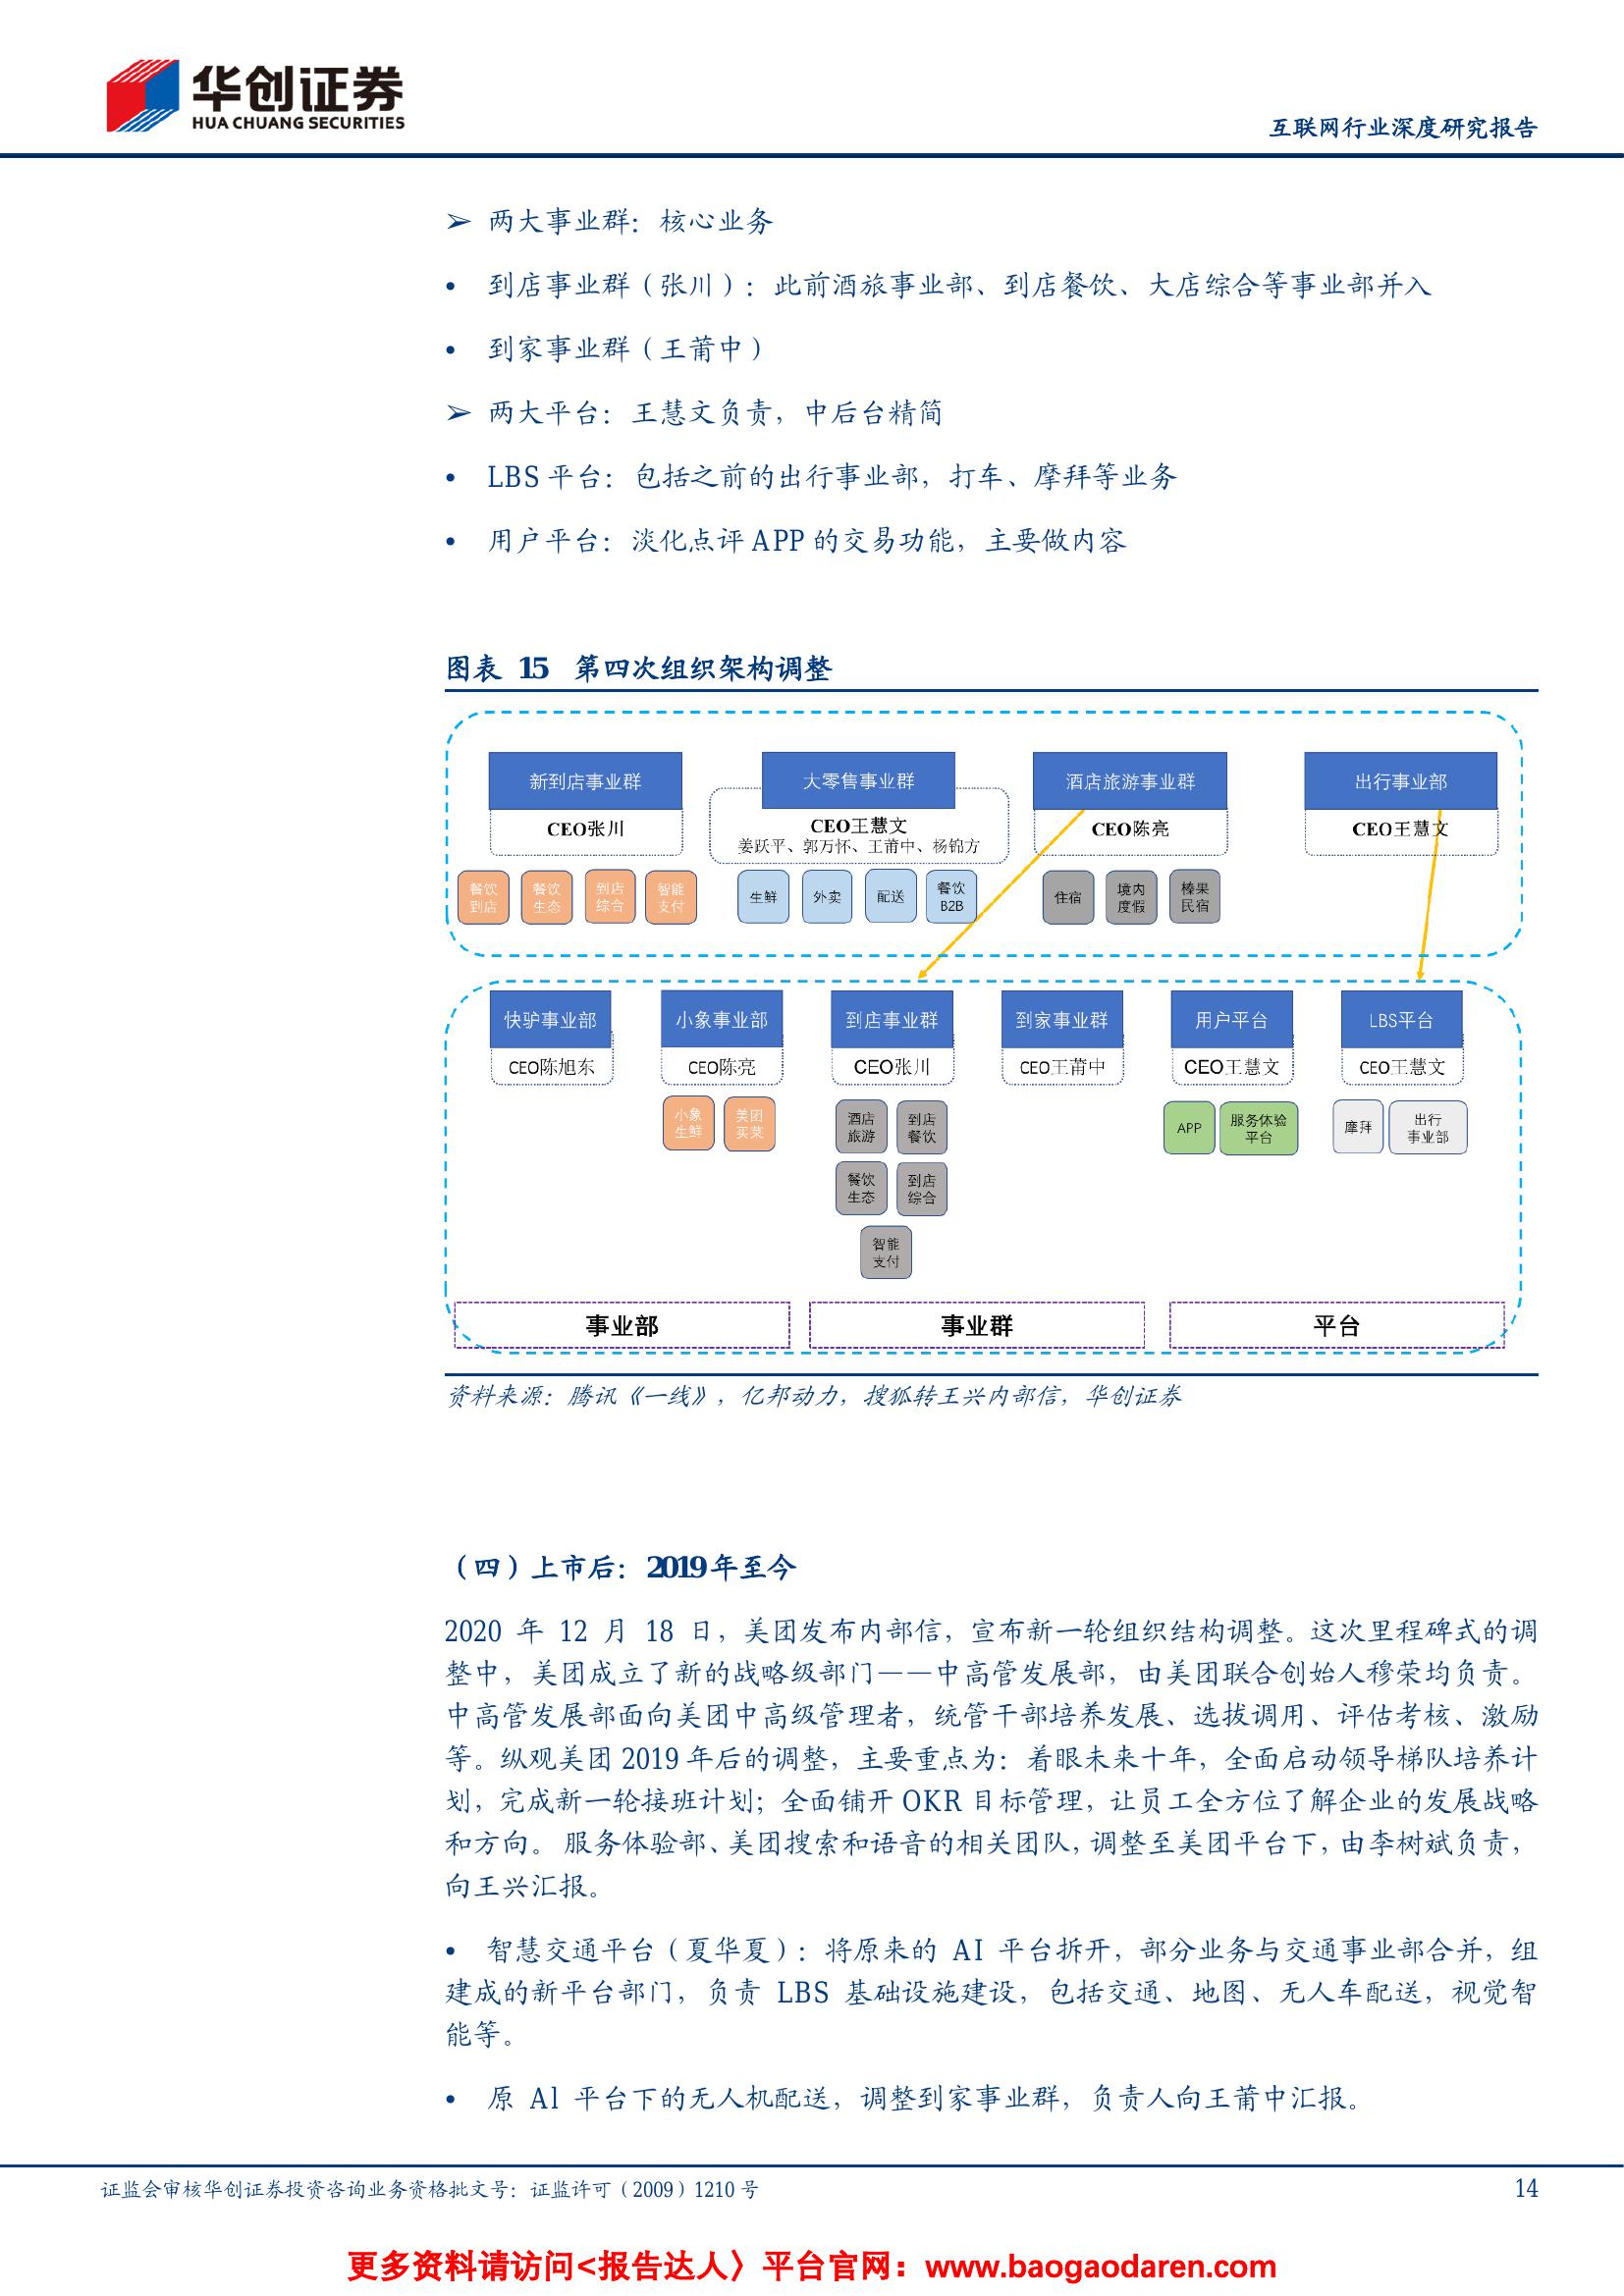 华创证券
HUA CHUANG SECURITIES
互联网行业深度研究报告
➢ 两大事业群：核心业务
• 到店事业群（张川）：此前酒旅事业部、到店餐饮、大店综合等事业部并入
• 到家事业群（王莆中）
➢ 两大平台：王慧文负责，中后台精简
• LBS 平台：包括之前的出行事业部，打车、摩拜等业务
• 用户平台：淡化点评 APP 的交易功能，主要做内容
图表 15 第四次组织架构调整
新到店事业群
CEO张川
餐饮
到店
餐饮
生态
到店
综合
智能
支付
大零售事业群
CEO王慧文
姜跃平、郭万怀、王莆中、杨锦方
生鲜
外卖
配送
餐饮
B2B
酒店旅游事业群
CEO陈亮
住宿
境内
度假
榛果
民宿
出行事业部
CEO王慧文
快驴事业部
CEO陈旭东
小象事业部
CEO陈亮
小象
生鲜
美团
买菜
到店事业群
CEO张川
酒店
旅游
到店
餐饮
餐饮
生态
到店
综合
智能
支付
到家事业群
CEO王莆中
用户平台
CEO王慧文
APP
服务体验
平台
LBS平台
CEO王慧文
摩拜
出行
事业部
事业部
事业群
平台
资料来源：腾讯《一线》，亿邦动力，搜狐转王兴内部信，华创证券
（四）上市后：2019年至今
2020 年 12 月 18 日，美团发布内部信，宣布新一轮组织结构调整。这次里程碑式的调
整中，美团成立了新的战略级部门——中高管发展部，由美团联合创始人穆荣均负责。
中高管发展部面向美团中高级管理者，统管干部培养发展、选拔调用、评估考核、激励
等。纵观美团 2019 年后的调整，主要重点为：着眼未来十年，全面启动领导梯队培养计
划，完成新一轮接班计划；全面铺开 OKR 目标管理，让员工全方位了解企业的发展战略
和方向。 服务体验部、美团搜索和语音的相关团队，调整至美团平台下，由李树斌负责，
向王兴汇报。
• 智慧交通平台（夏华夏）：将原来的 AI 平台拆开，部分业务与交通事业部合并，组
建成的新平台部门，负责 LBS 基础设施建设，包括交通、地图、无人车配送，视觉智
能等。
• 原 Al 平台下的无人机配送，调整到家事业群，负责人向王莆中汇报。
证监会审核华创证券投资咨询业务资格批文号：证监许可（2009）1210 号
14
更多资料请访问<报告达人〉平台官网：www.baogaodaren.com